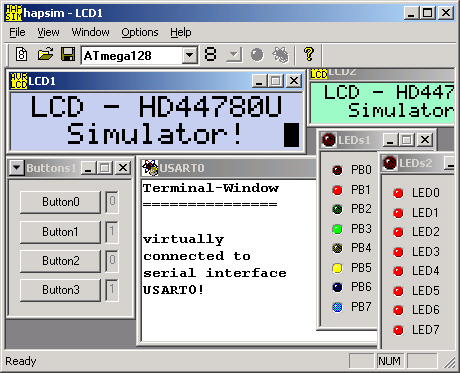 hapsim - LCD1
File View Window Options Help
ATmega128
LCD1
LCD - HD44780U
Simulator!
LCD2
LCD - HD447
Simulator
Buttons1
Button0 0
Button1 1
Button2 0
Button3 1
USART0
Terminal-Window
===============
virtually
connected to
serial interface
USART0!
LEDs1
PB0
PB1
PB2
PB3
PB4
PB5
PB6
PB7
LEDs2
LED0
LED1
LED2
LED3
LED4
LED5
LED6
LED7
Ready
NUM